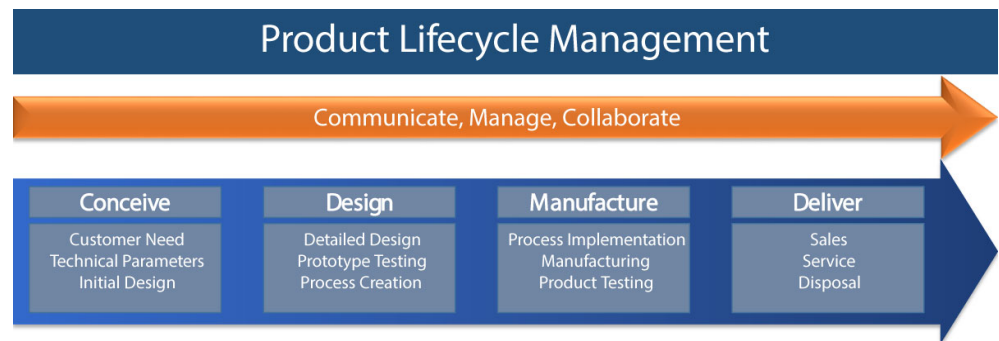 Product Lifecycle Management
Communicate, Manage, Collaborate
Conceive
Customer Need
Technical Parameters
Initial Design
Design
Detailed Design
Prototype Testing
Process Creation
Manufacture
Process Implementation
Manufacturing
Product Testing
Deliver
Sales
Service
Disposal